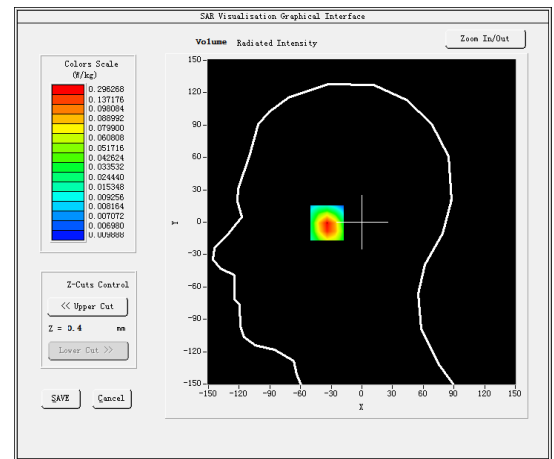 SAR Visualisation Graphical Interface
Volume Radiated Intensity
Zoom In/Out
Colors Scale
(W/kg)
0.296268
0.137176
0.098084
0.088992
0.079900
0.060808
0.051716
0.042624
0.033532
0.024440
0.015348
0.009256
0.008164
0.007072
0.006980
Z-Cuts Control
<< Upper Cut
Z = 0.4 mm
Lower Cut >>
SAVE Cancel
150
120
90
60
30
Y 0
-30
-60
-90
-120
-150
-150 -120 -90 -60 -30 0 30 60 90 120 150
X